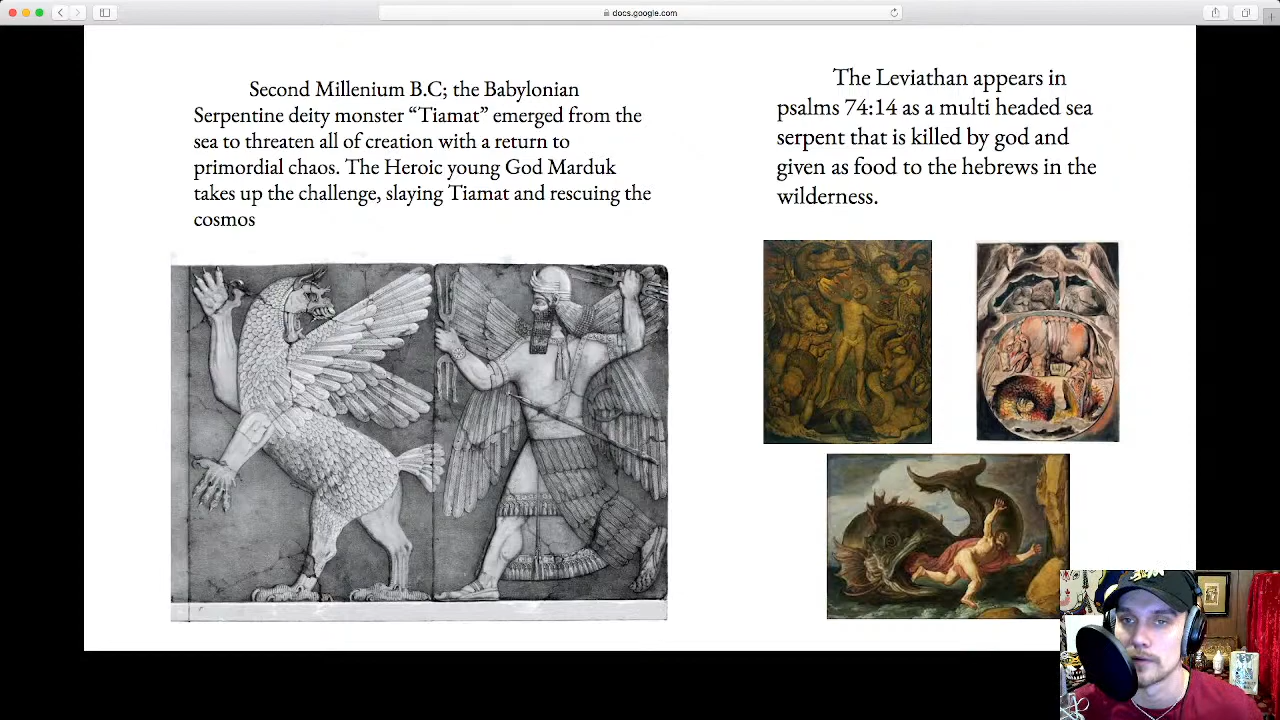 docs.google.com
Second Millenium B.C; the Babylonian
Serpentine deity monster “Tiamat” emerged from the
sea to threaten all of creation with a return to
primordial chaos. The Heroic young God Marduk
takes up the challenge, slaying Tiamat and rescuing the
cosmos
The Leviathan appears in
psalms 74:14 as a multi headed sea
serpent that is killed by god and
given as food to the hebrews in the
wilderness.